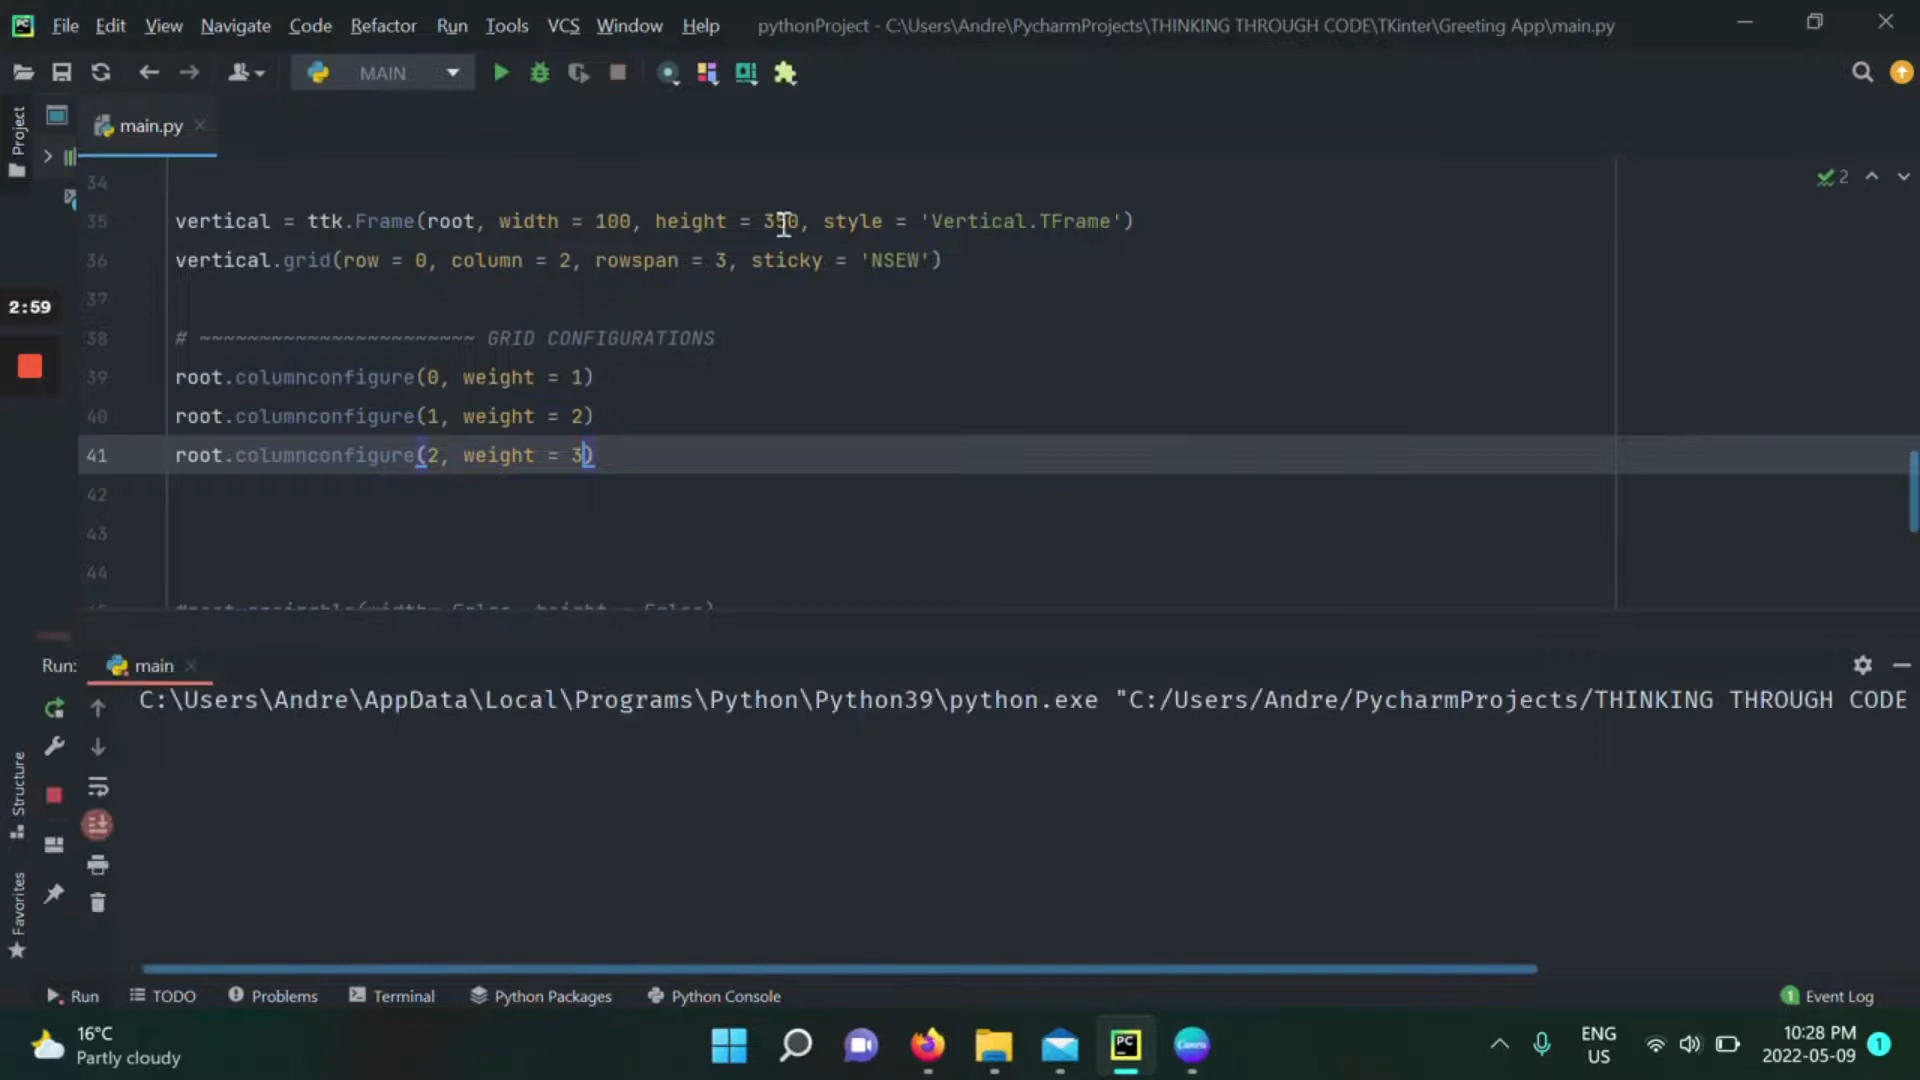 File Edit View Navigate Code Refactor Run Tools VCS Window Help pythonProject - C:\Users\Andre\PycharmProjects\THINKING THROUGH CODE\TKinter\Greeting App\main.py
MAIN
Project
main.py
2
34
35 vertical = ttk.Frame(root, width = 100, height = 350, style = 'Vertical.TFrame')
36 vertical.grid(row = 0, column = 2, rowspan = 3, sticky = 'NSEW')
37
2:59
38 # ~~~~~~~~~~~~~~~~~~~~~~~ GRID CONFIGURATIONS
39 root.columnconfigure(0, weight = 1)
40 root.columnconfigure(1, weight = 2)
41 root.columnconfigure(2, weight = 3)
42
43
44
Run: main
C:\Users\Andre\AppData\Local\Programs\Python\Python39\python.exe "C:/Users/Andre/PycharmProjects/THINKING THROUGH CODE
Structure
Favorites
Run TODO Problems Terminal Python Packages Python Console 1 Event Log
16°C
Partly cloudy
PC
Canva
ENG
US
10:28 PM
2022-05-09
1